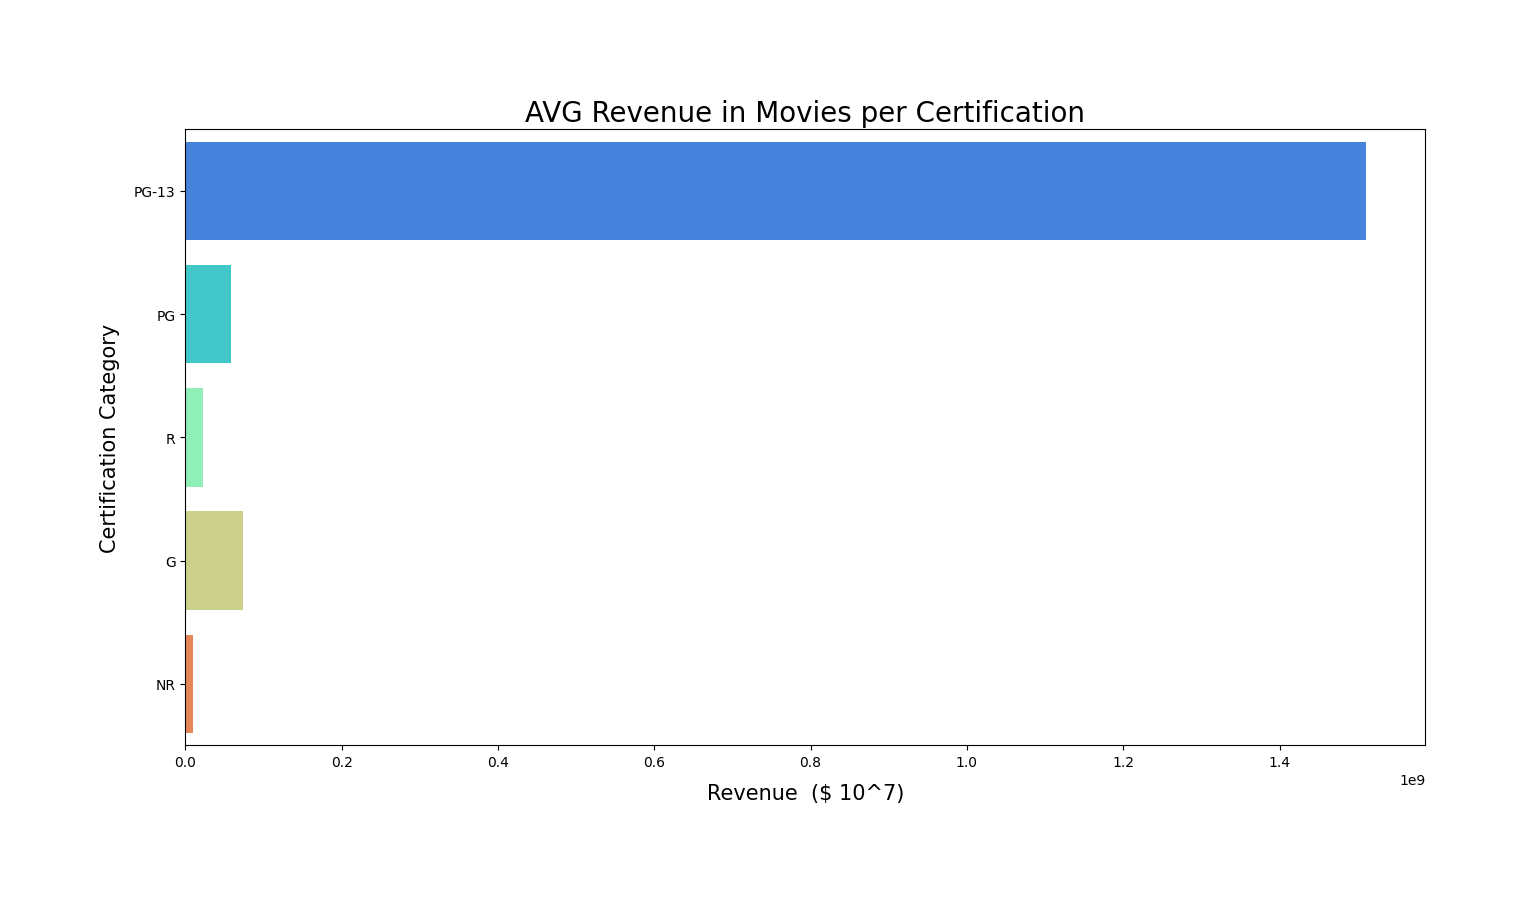 AVG Revenue in Movies per Certification
Certification Category
PG-13
PG
R
G
NR
0.0 0.2 0.4 0.6 0.8 1.0 1.2 1.4
1e9
Revenue  ($ 10^7)